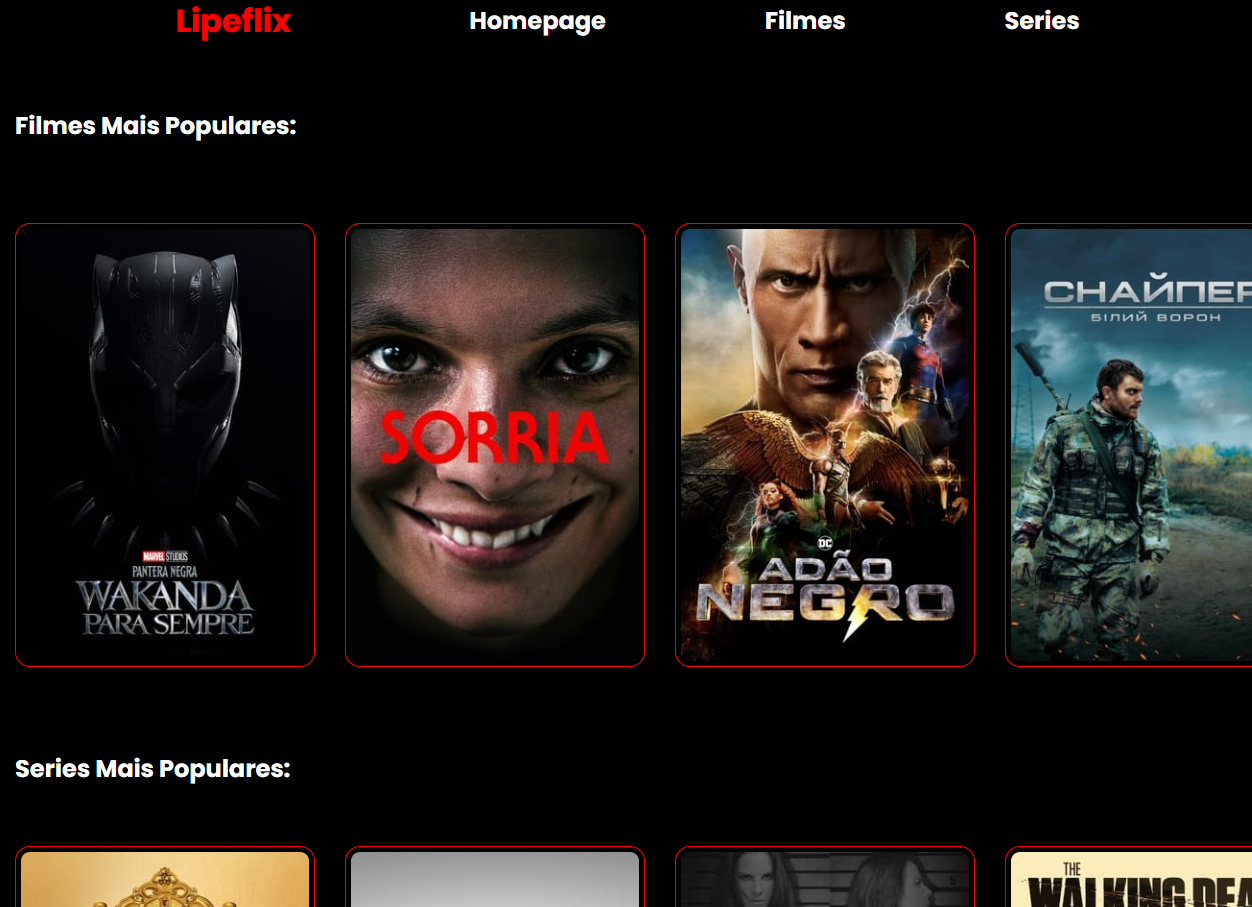 Lipeflix
Homepage
Filmes
Series
Filmes Mais Populares:
MARVEL STUDIOS
PANTERA NEGRA
WAKANDA
PARA SEMPRE
SORRIA
DC
ADÃO
NEGRO
СНАЙПЕР
БІЛИЙ ВОРОН
Series Mais Populares:
THE
WALKING DEA